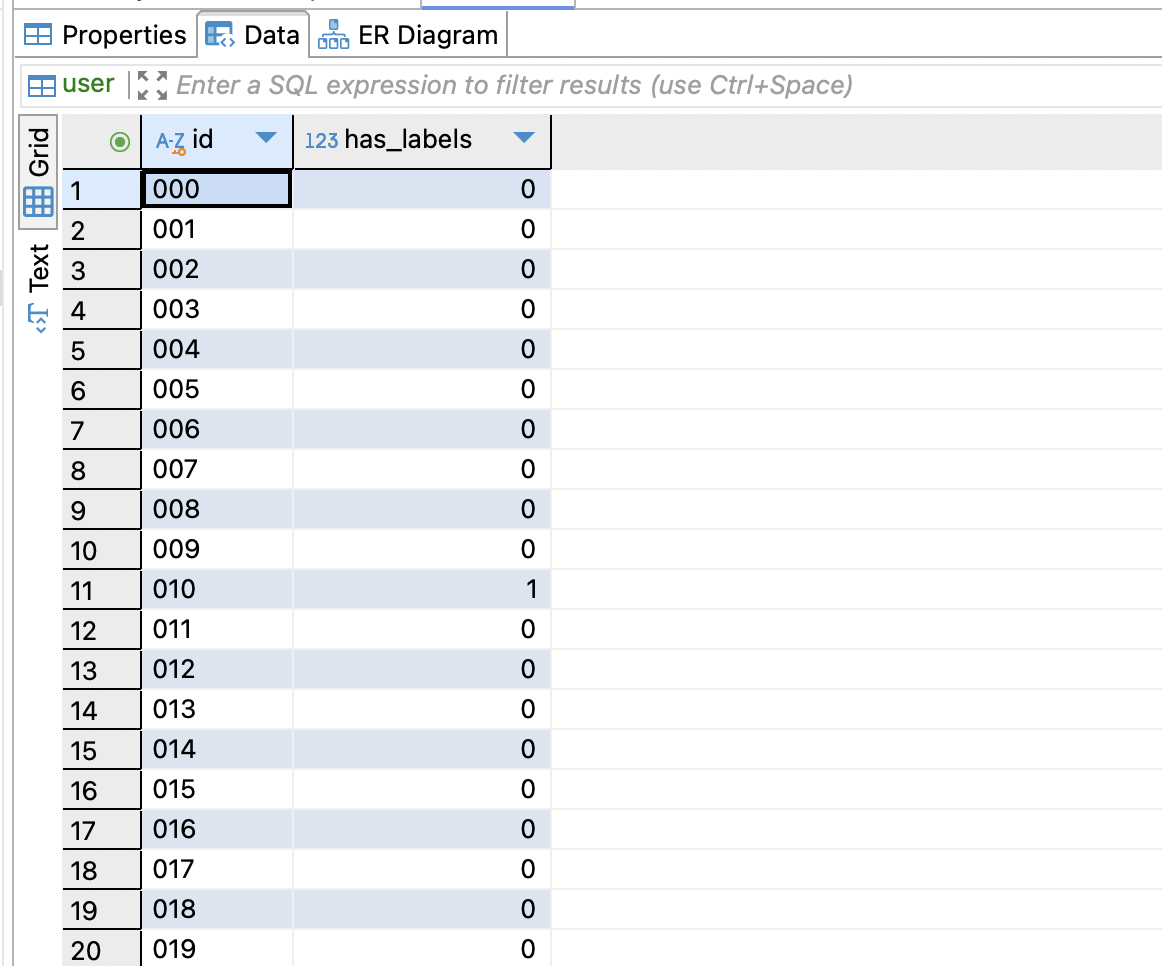 Properties Data ER Diagram
user Enter a SQL expression to filter results (use Ctrl+Space)
Grid
Text
A-Z id 123 has_labels
1 000 0
2 001 0
3 002 0
4 003 0
5 004 0
6 005 0
7 006 0
8 007 0
9 008 0
10 009 0
11 010 1
12 011 0
13 012 0
14 013 0
15 014 0
16 015 0
17 016 0
18 017 0
19 018 0
20 019 0